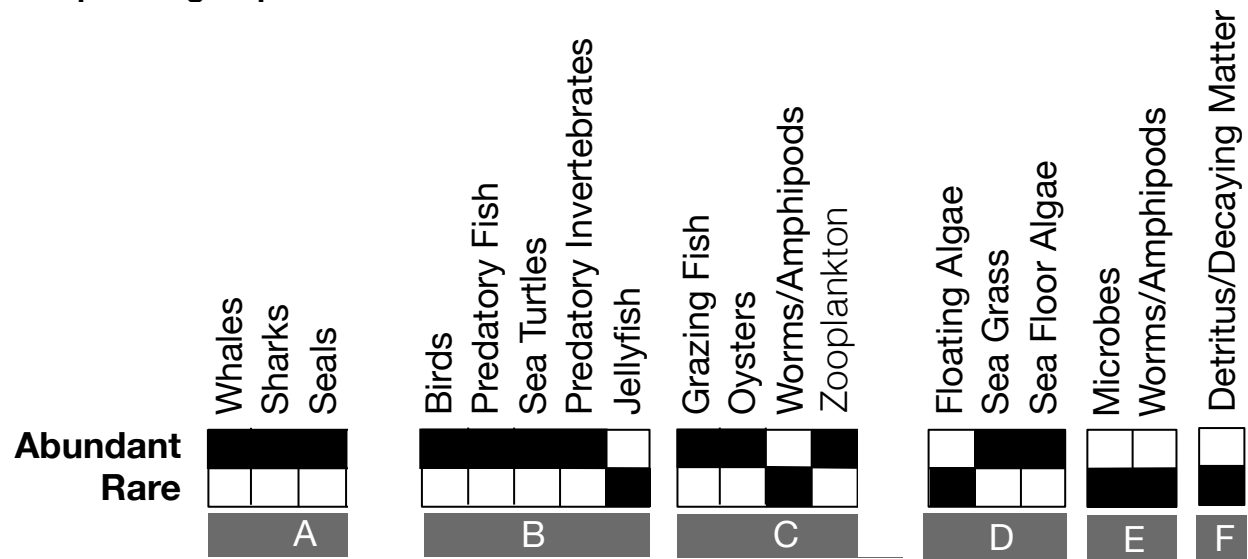 Whales
Sharks
Seals
Birds
Predatory Fish
Sea Turtles
Predatory Invertebrates
Jellyfish
Grazing Fish
Oysters
Worms/Amphipods
Zooplankton
Floating Algae
Sea Grass
Sea Floor Algae
Microbes
Worms/Amphipods
Detritus/Decaying Matter
Abundant
Rare
A B C D E F